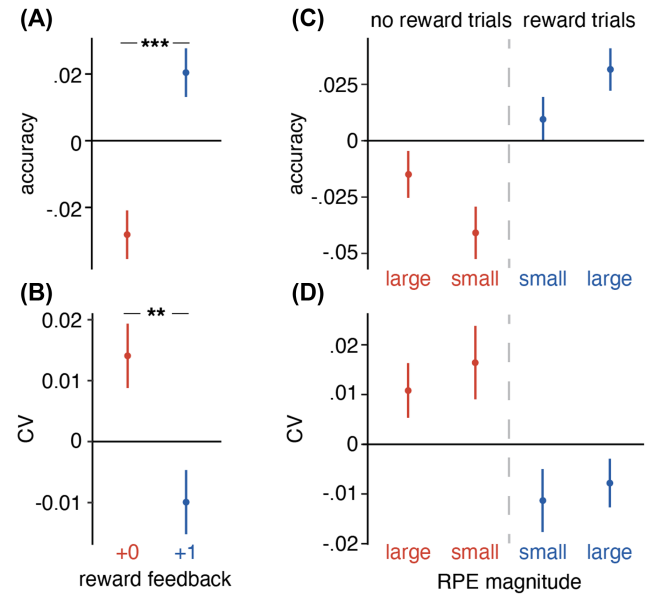 (A)
***
.02
0
-.02
accuracy
(C)
no reward trials reward trials
.025
0
-.025
-.05
accuracy
large small small large
(B)
**
0.02
0.01
0
-0.01
CV
+0 +1
reward feedback
(D)
.02
.01
0
-.01
-.02
CV
large small small large
RPE magnitude